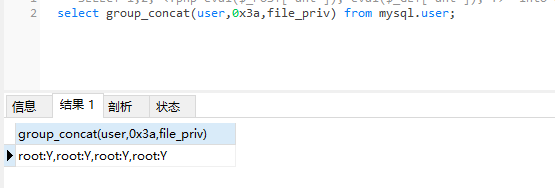 2 select group_concat(user,0x3a,file_priv) from mysql.user;
信息 结果 1 剖析 状态
group_concat(user,0x3a,file_priv)
root:Y,root:Y,root:Y,root:Y